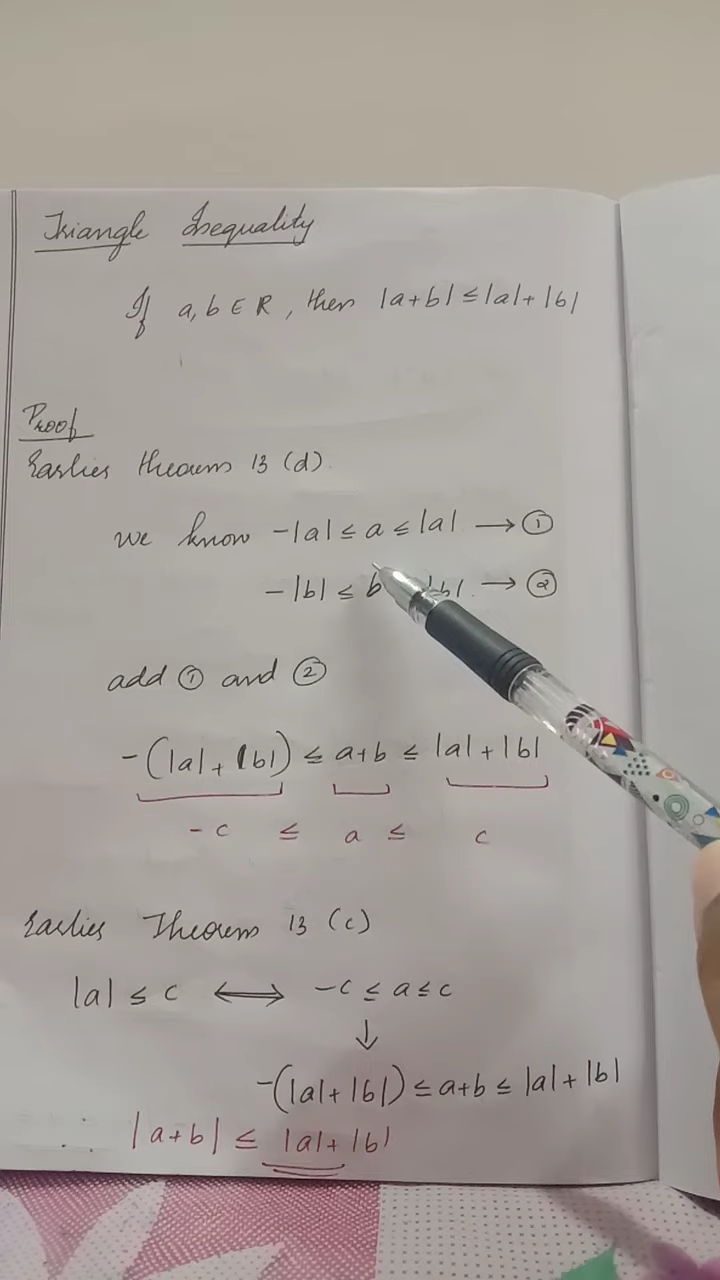 Triangle Inequality
If a, b ∈ R, then |a+b| ≤ |a| + |b|
Proof
Earlier theorem 13 (d).
we know -|a| ≤ a ≤ |a| → ①
-|b| ≤ b |b|. → ②
add ① and ②
-(|a| + |b|) ≤ a+b ≤ |a| + |b|
-c ≤ a ≤ c
Earlier Theorem 13 (c)
|a| ≤ c ⟺ -c ≤ a ≤ c
↓
-(|a| + |b|) ≤ a+b ≤ |a| + |b|
∴ |a+b| ≤ |a| + |b|